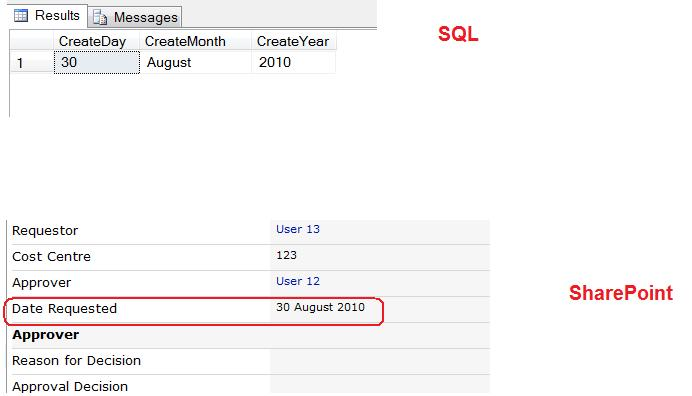 Results Messages
CreateDay CreateMonth CreateYear
1 30 August 2010
SQL
Requestor User 13
Cost Centre 123
Approver User 12
Date Requested 30 August 2010
Approver
Reason for Decision
Approval Decision
SharePoint